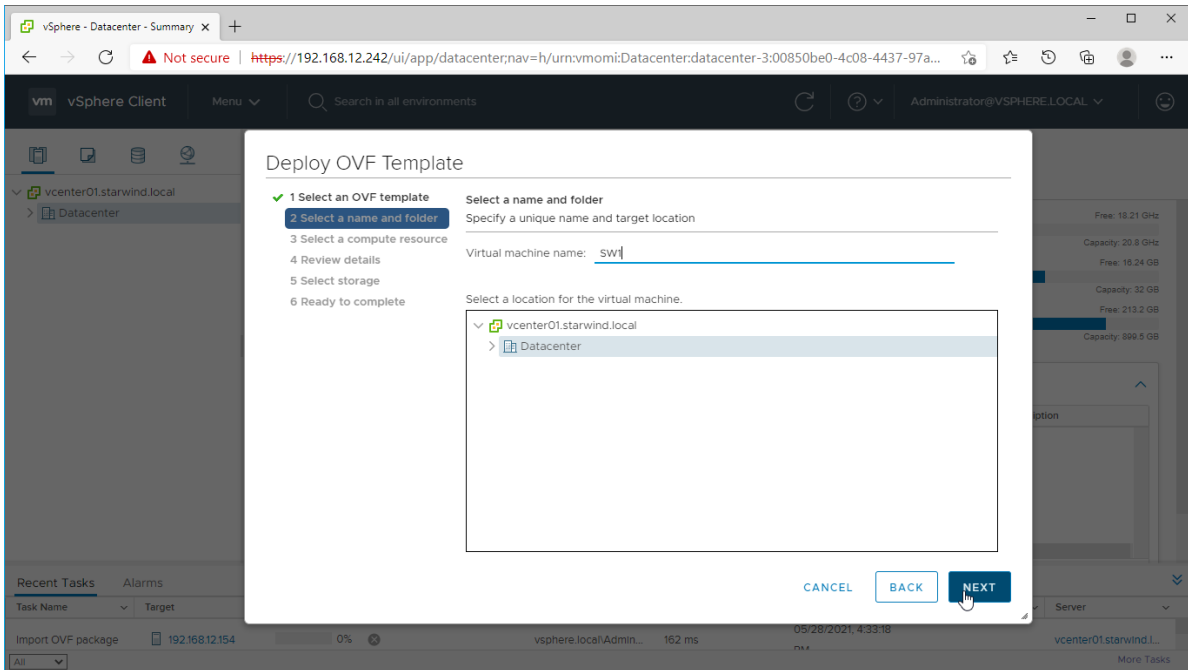 vSphere - Datacenter - Summary
Not secure | https://192.168.12.242/ui/app/datacenter;nav=h/urn:vmomi:Datacenter:datacenter-3:00850be0-4c08-4437-97a...
vm vSphere Client Menu Search in all environments Administrator@VSPHERE.LOCAL
vcenter01.starwind.local
Datacenter
Deploy OVF Template
1 Select an OVF template
2 Select a name and folder
3 Select a compute resource
4 Review details
5 Select storage
6 Ready to complete
Select a name and folder
Specify a unique name and target location
Virtual machine name: SW1
Select a location for the virtual machine.
vcenter01.starwind.local
Datacenter
CANCEL BACK NEXT
Free: 18.21 GHz
Capacity: 20.8 GHz
Free: 16.24 GB
Capacity: 32 GB
Free: 213.2 GB
Capacity: 899.5 GB
Recent Tasks Alarms
Task Name Target Server
Import OVF package 192.168.12.154 0% vsphere.local\Admin... 162 ms 05/28/2021, 4:33:18 vcenter01.starwind.l...
All More Tasks